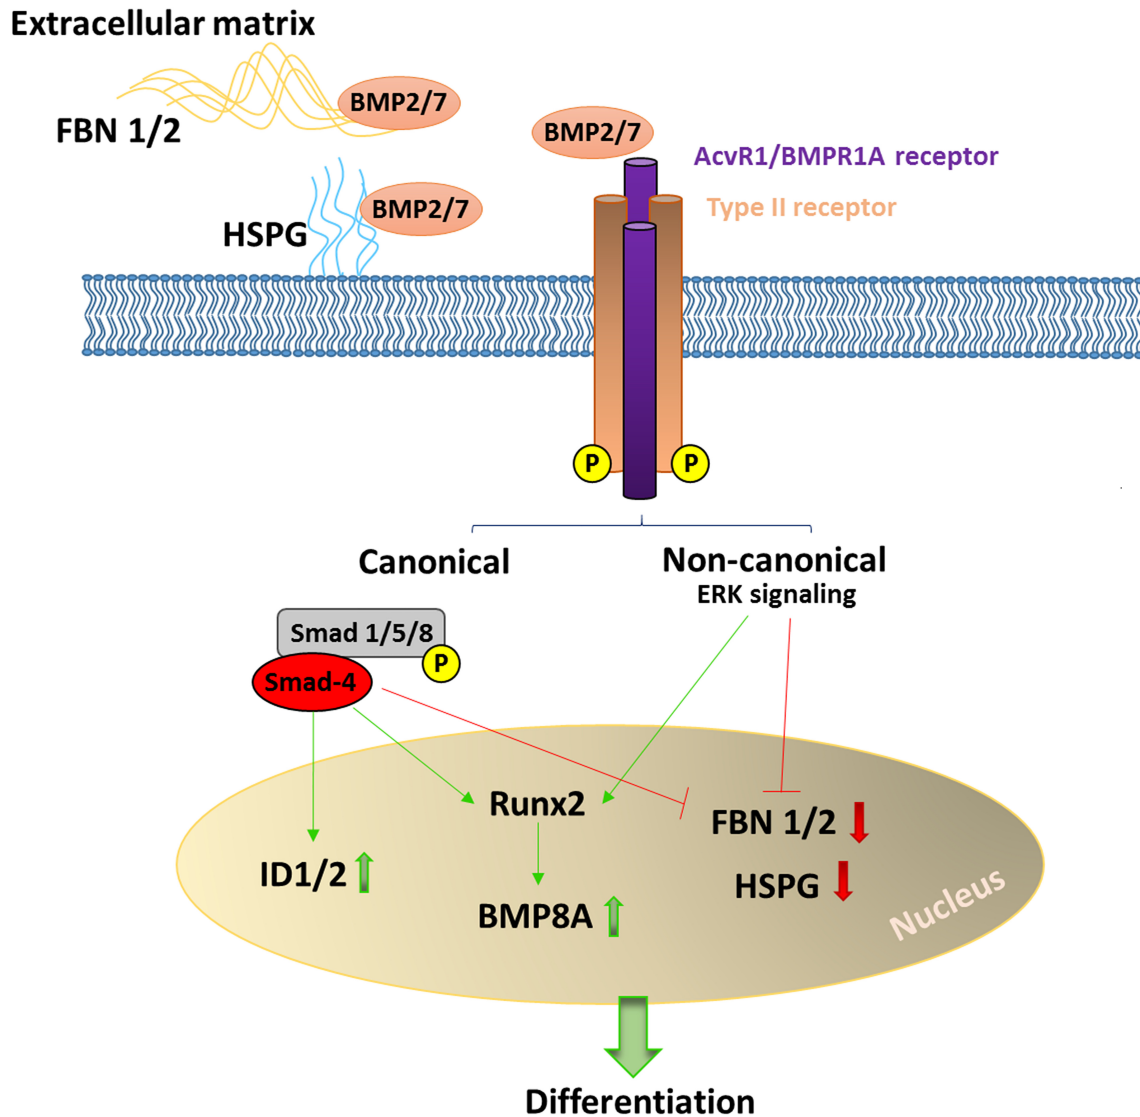 Extracellular matrix
FBN 1/2
BMP2/7
HSPG
BMP2/7
BMP2/7
AcvR1/BMPR1A receptor
Type II receptor
P
P
Canonical
Non-canonical
ERK signaling
Smad 1/5/8
P
Smad-4
Runx2
FBN 1/2
ID1/2
HSPG
BMP8A
Nucleus
Differentiation